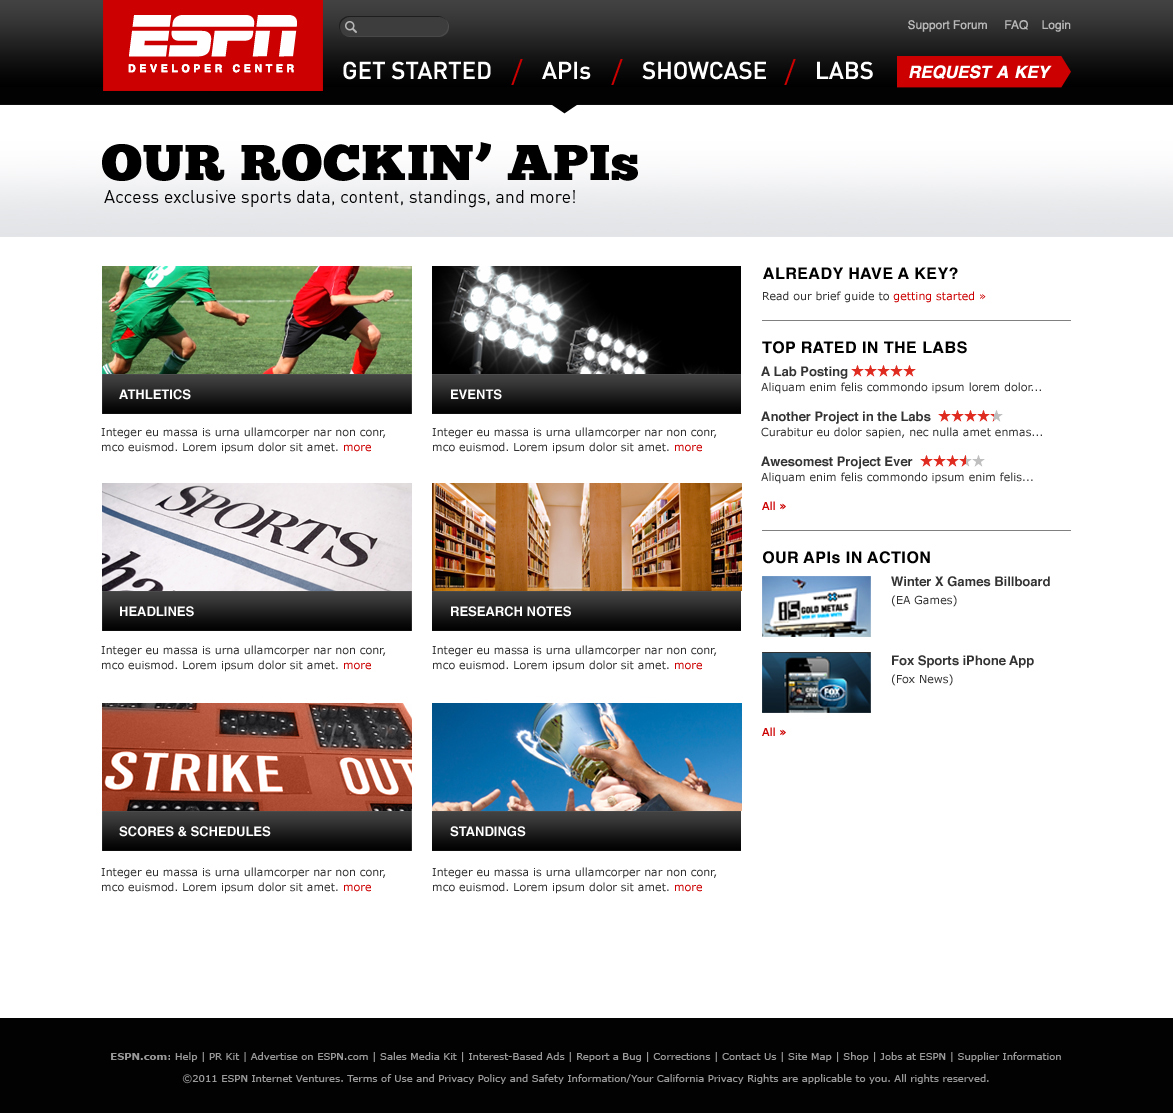 ESPN
DEVELOPER CENTER
Support Forum FAQ Login
GET STARTED / APIs / SHOWCASE / LABS REQUEST A KEY
OUR ROCKIN' APIs
Access exclusive sports data, content, standings, and more!
8
ATHLETICS
Integer eu massa is urna ullamcorper nar non conr,
mco euismod. Lorem ipsum dolor sit amet. more
EVENTS
Integer eu massa is urna ullamcorper nar non conr,
mco euismod. Lorem ipsum dolor sit amet. more
SPORTS
cha
HEADLINES
Integer eu massa is urna ullamcorper nar non conr,
mco euismod. Lorem ipsum dolor sit amet. more
RESEARCH NOTES
Integer eu massa is urna ullamcorper nar non conr,
mco euismod. Lorem ipsum dolor sit amet. more
STRIKE OUT
SCORES & SCHEDULES
Integer eu massa is urna ullamcorper nar non conr,
mco euismod. Lorem ipsum dolor sit amet. more
STANDINGS
Integer eu massa is urna ullamcorper nar non conr,
mco euismod. Lorem ipsum dolor sit amet. more
ALREADY HAVE A KEY?
Read our brief guide to getting started »
TOP RATED IN THE LABS
A Lab Posting
Aliquam enim felis commondo ipsum lorem dolor...
Another Project in the Labs
Curabitur eu dolor sapien, nec nulla amet enmas...
Awesomest Project Ever
Aliquam enim felis commondo ipsum enim felis...
All »
OUR APIs IN ACTION
WINTER X GAMES
GOLD METALS
Winter X Games Billboard
(EA Games)
FOX
Fox Sports iPhone App
(Fox News)
All »
ESPN.com: Help | PR Kit | Advertise on ESPN.com | Sales Media Kit | Interest-Based Ads | Report a Bug | Corrections | Contact Us | Site Map | Shop | Jobs at ESPN | Supplier Information
©2011 ESPN Internet Ventures. Terms of Use and Privacy Policy and Safety Information/Your California Privacy Rights are applicable to you. All rights reserved.